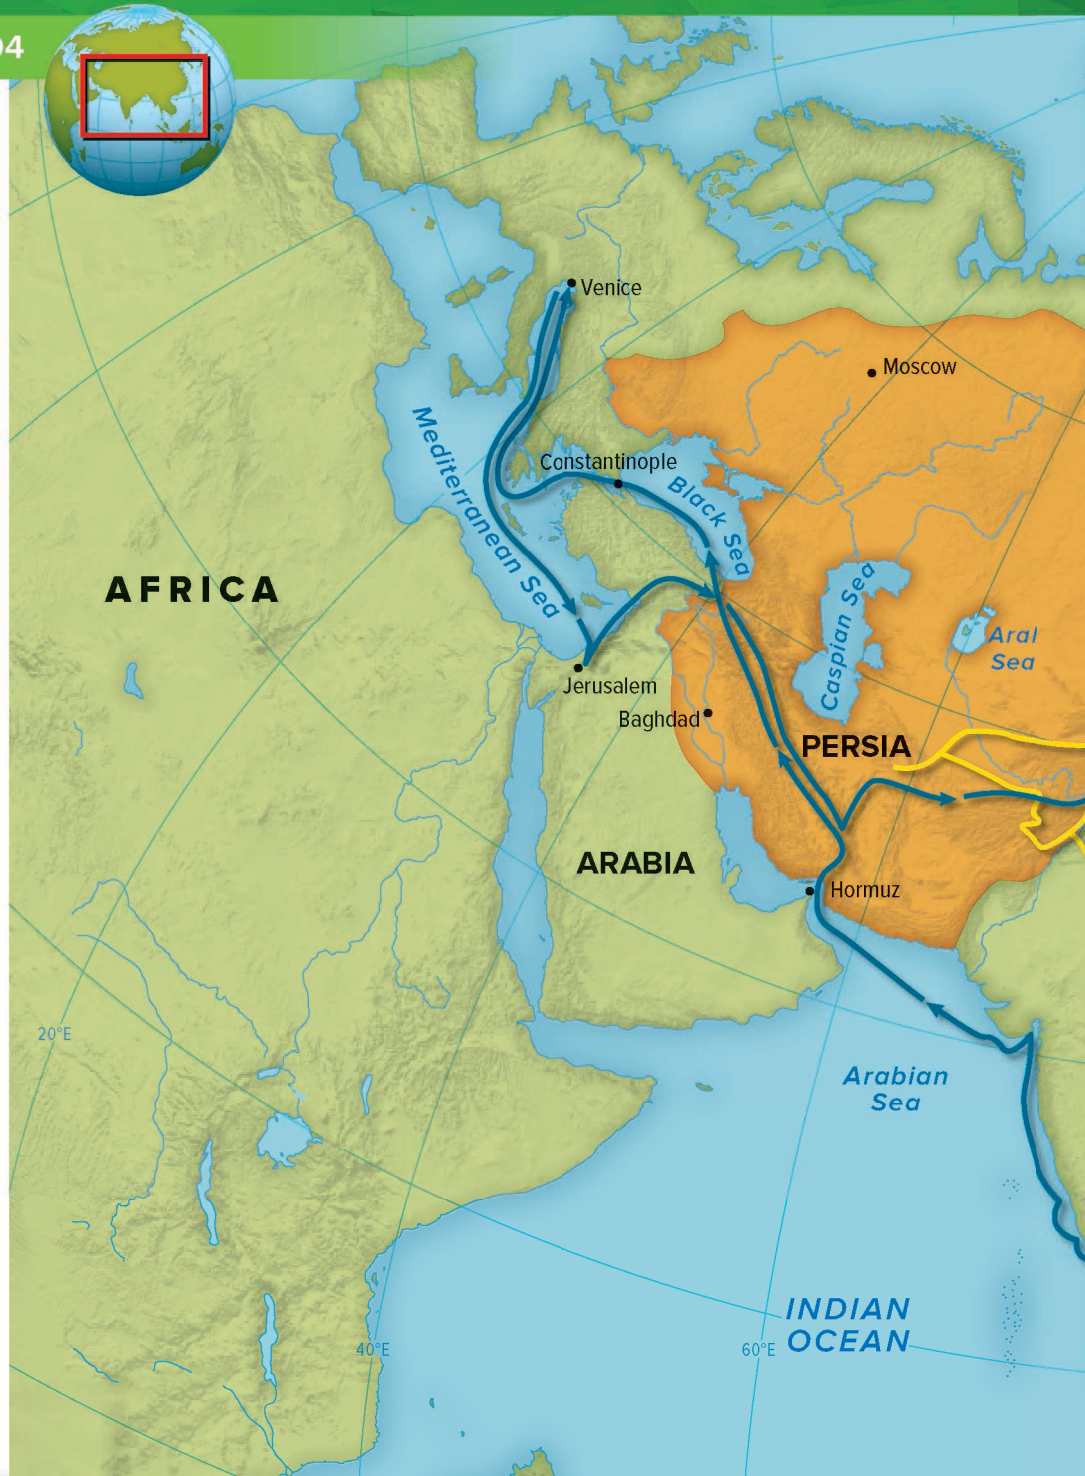 04
Venice
Moscow
Constantinople
Mediterranean Sea
Black Sea
AFRICA
Caspian Sea
Aral
Sea
Jerusalem
Baghdad
PERSIA
ARABIA
Hormuz
20°E
Arabian
Sea
INDIAN
OCEAN
40°E
60°E